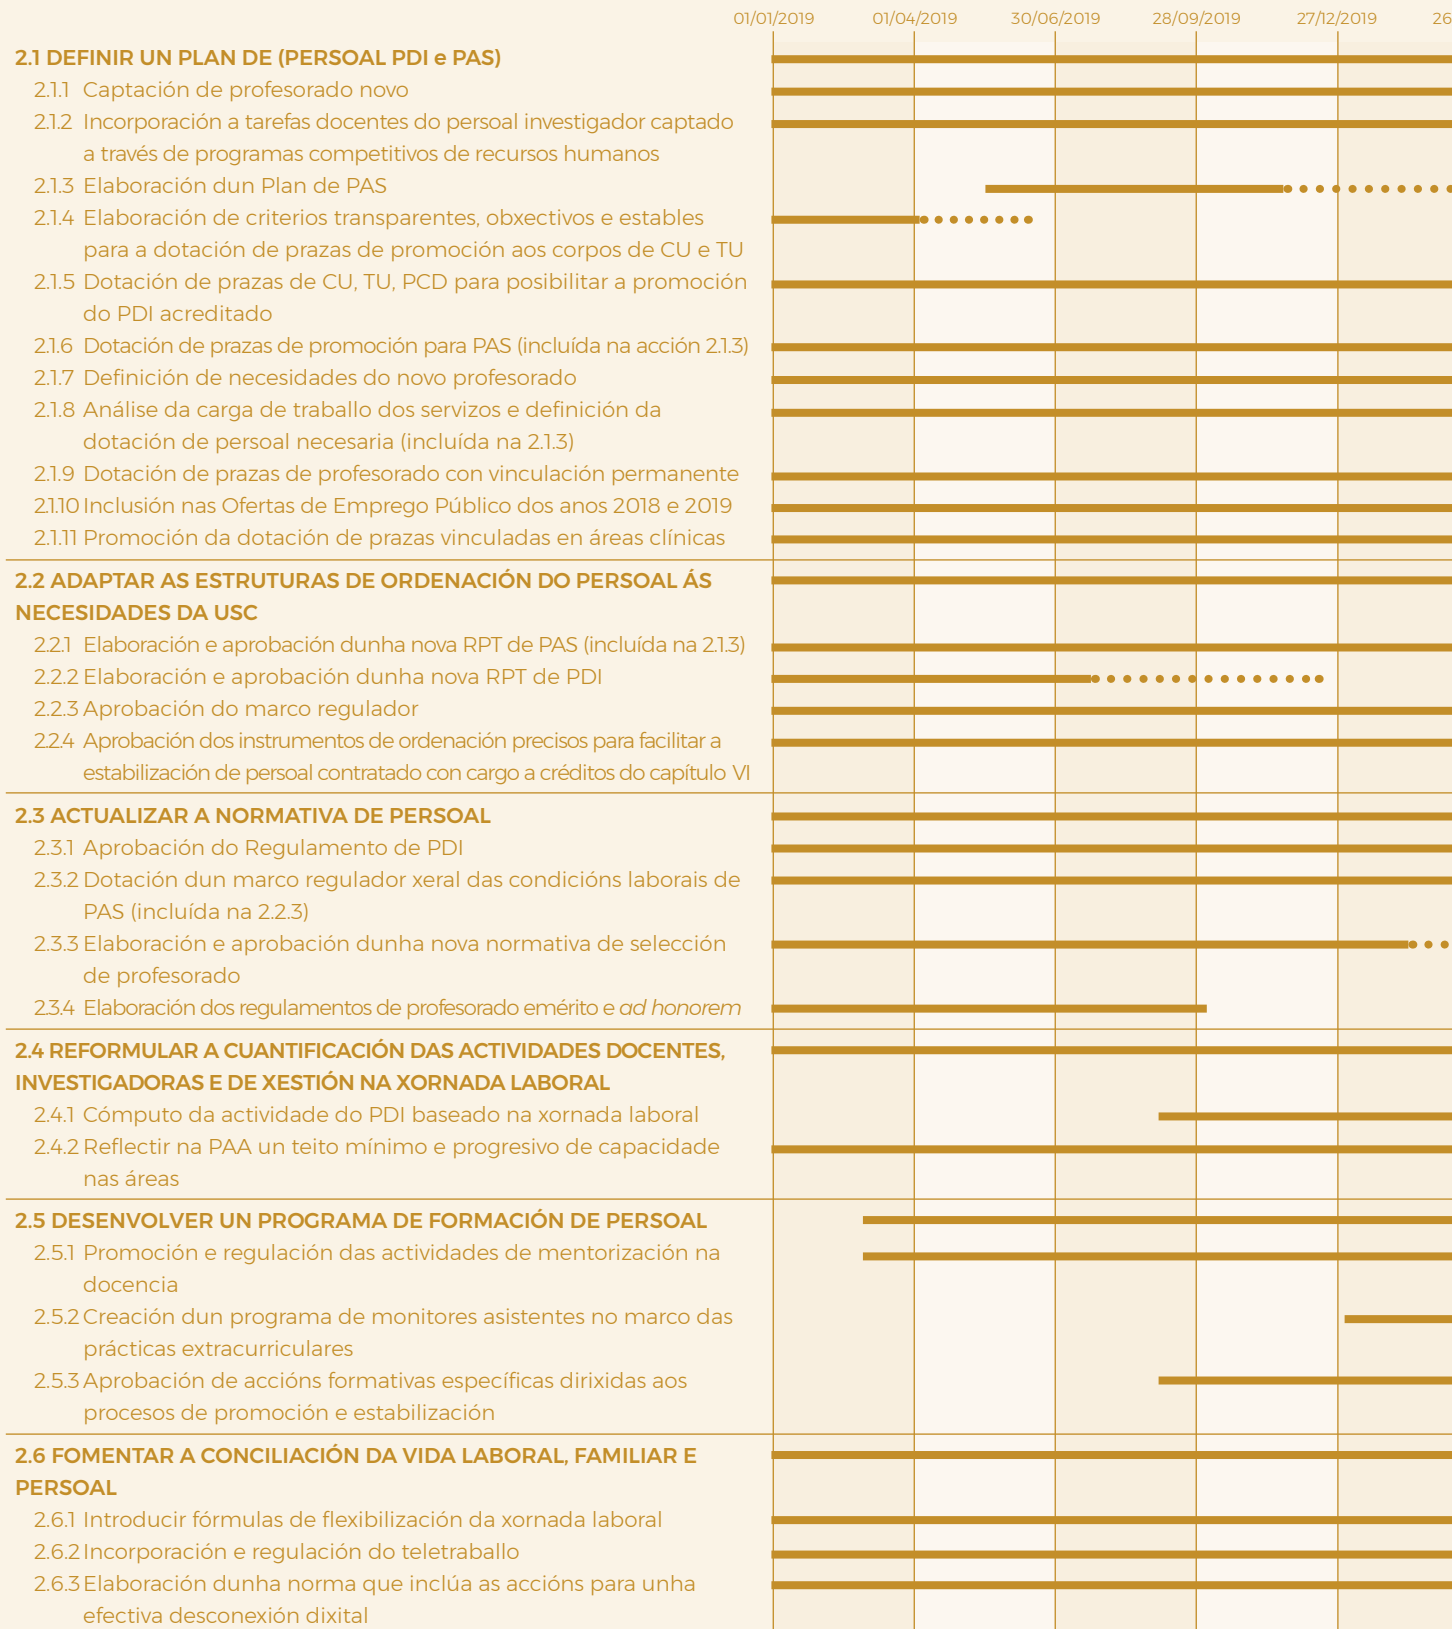 01/01/2019 01/04/2019 30/06/2019 28/09/2019 27/12/2019 26
2.1 DEFINIR UN PLAN DE (PERSOAL PDI e PAS)
2.1.1 Captación de profesorado novo
2.1.2 Incorporación a tarefas docentes do persoal investigador captado
a través de programas competitivos de recursos humanos
2.1.3 Elaboración dun Plan de PAS
2.1.4 Elaboración de criterios transparentes, obxectivos e estables
para a dotación de prazas de promoción aos corpos de CU e TU
2.1.5 Dotación de prazas de CU, TU, PCD para posibilitar a promoción
do PDI acreditado
2.1.6 Dotación de prazas de promoción para PAS (incluída na acción 2.1.3)
2.1.7 Definición de necesidades do novo profesorado
2.1.8 Análise da carga de traballo dos servizos e definición da
dotación de persoal necesaria (incluída na 2.1.3)
2.1.9 Dotación de prazas de profesorado con vinculación permanente
2.1.10 Inclusión nas Ofertas de Emprego Público dos anos 2018 e 2019
2.1.11 Promoción da dotación de prazas vinculadas en áreas clínicas
2.2 ADAPTAR AS ESTRUTURAS DE ORDENACIÓN DO PERSOAL ÁS
NECESIDADES DA USC
2.2.1 Elaboración e aprobación dunha nova RPT de PAS (incluída na 2.1.3)
2.2.2 Elaboración e aprobación dunha nova RPT de PDI
2.2.3 Aprobación do marco regulador
2.2.4 Aprobación dos instrumentos de ordenación precisos para facilitar a
estabilización de persoal contratado con cargo a créditos do capítulo VI
2.3 ACTUALIZAR A NORMATIVA DE PERSOAL
2.3.1 Aprobación do Regulamento de PDI
2.3.2 Dotación dun marco regulador xeral das condicións laborais de
PAS (incluída na 2.2.3)
2.3.3 Elaboración e aprobación dunha nova normativa de selección
de profesorado
2.3.4 Elaboración dos regulamentos de profesorado emérito e ad honorem
2.4 REFORMULAR A CUANTIFICACIÓN DAS ACTIVIDADES DOCENTES,
INVESTIGADORAS E DE XESTIÓN NA XORNADA LABORAL
2.4.1 Cómputo da actividade do PDI baseado na xornada laboral
2.4.2 Reflectir na PAA un teito mínimo e progresivo de capacidade
nas áreas
2.5 DESENVOLVER UN PROGRAMA DE FORMACIÓN DE PERSOAL
2.5.1 Promoción e regulación das actividades de mentorización na
docencia
2.5.2 Creación dun programa de monitores asistentes no marco das
prácticas extracurriculares
2.5.3 Aprobación de accións formativas específicas dirixidas aos
procesos de promoción e estabilización
2.6 FOMENTAR A CONCILIACIÓN DA VIDA LABORAL, FAMILIAR E
PERSOAL
2.6.1 Introducir fórmulas de flexibilización da xornada laboral
2.6.2 Incorporación e regulación do teletraballo
2.6.3 Elaboración dunha norma que inclúa as accións para unha
efectiva desconexión dixital